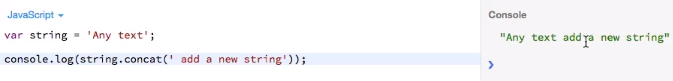 JavaScript
Console
var string = 'Any text';
"Any text add a new string"
console.log(string.concat(' add a new string'));